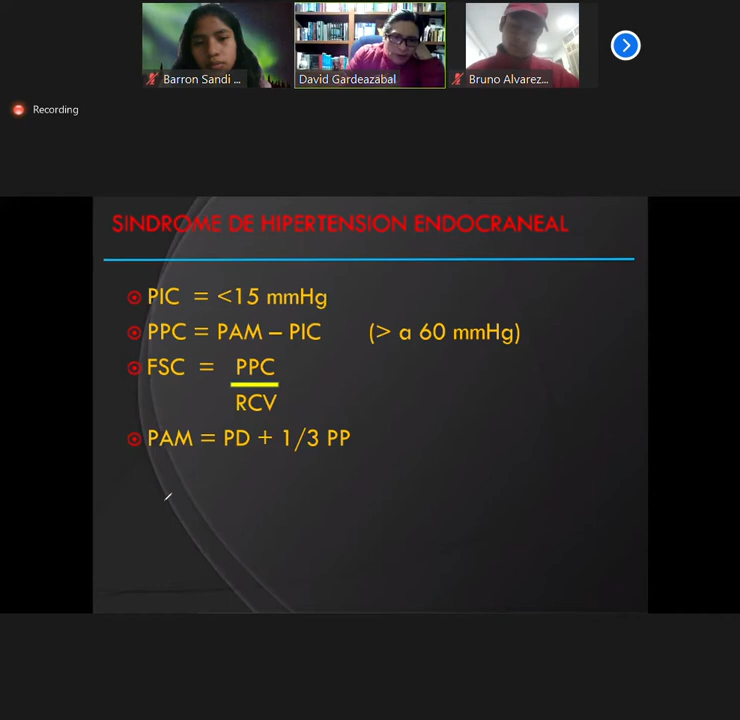 Barron Sandi ...
David Gardeazabal
Bruno Alvarez...
Recording
SINDROME DE HIPERTENSION ENDOCRANEAL
PIC = <15 mmHg
PPC = PAM – PIC (> a 60 mmHg)
FSC = PPC
RCV
PAM = PD + 1/3 PP